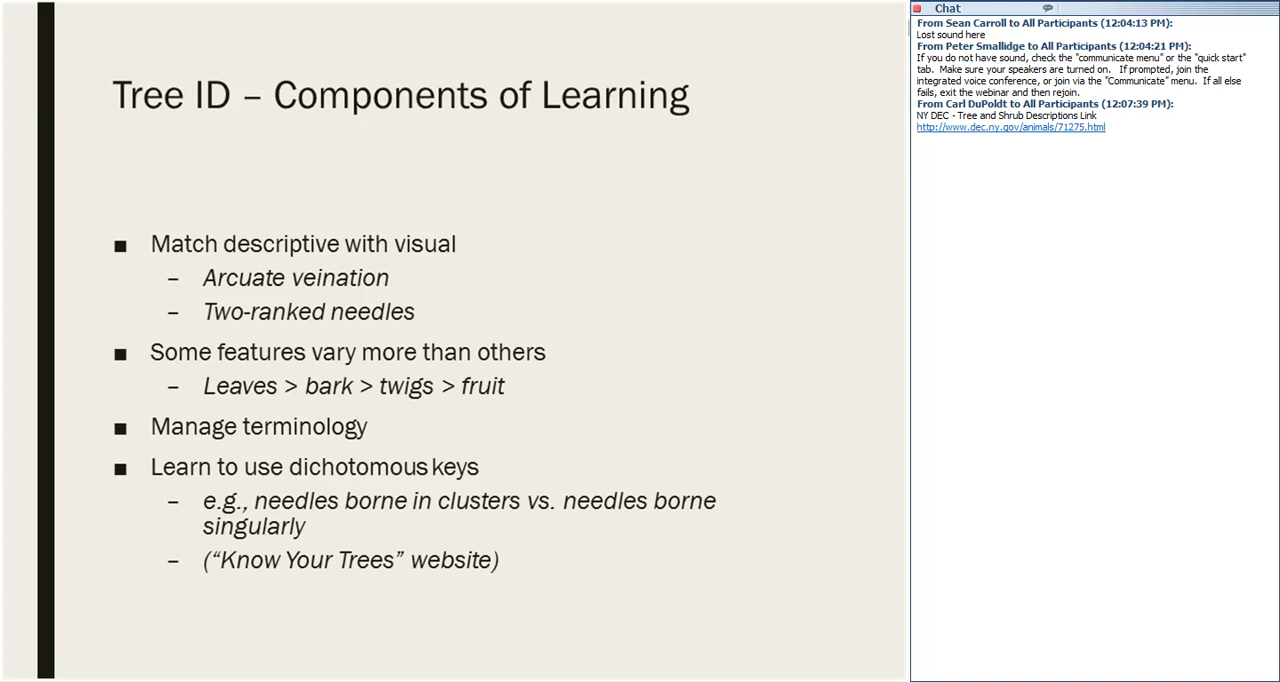 Tree ID – Components of Learning
■ Match descriptive with visual
– Arcuate veination
– Two-ranked needles
■ Some features vary more than others
– Leaves > bark > twigs > fruit
■ Manage terminology
■ Learn to use dichotomous keys
– e.g., needles borne in clusters vs. needles borne
singularly
– (“Know Your Trees” website)
Chat
From Sean Carroll to All Participants (12:04:13 PM):
Lost sound here
From Peter Smallidge to All Participants (12:04:21 PM):
If you do not have sound, check the "communicate menu" or the "quick start"
tab. Make sure your speakers are turned on. If prompted, join the
integrated voice conference, or join via the "Communicate" menu. If all else
fails, exit the webinar and then rejoin.
From Carl DuPoldt to All Participants (12:07:39 PM):
NY DEC - Tree and Shrub Descriptions Link
http://www.dec.ny.gov/animals/71275.html